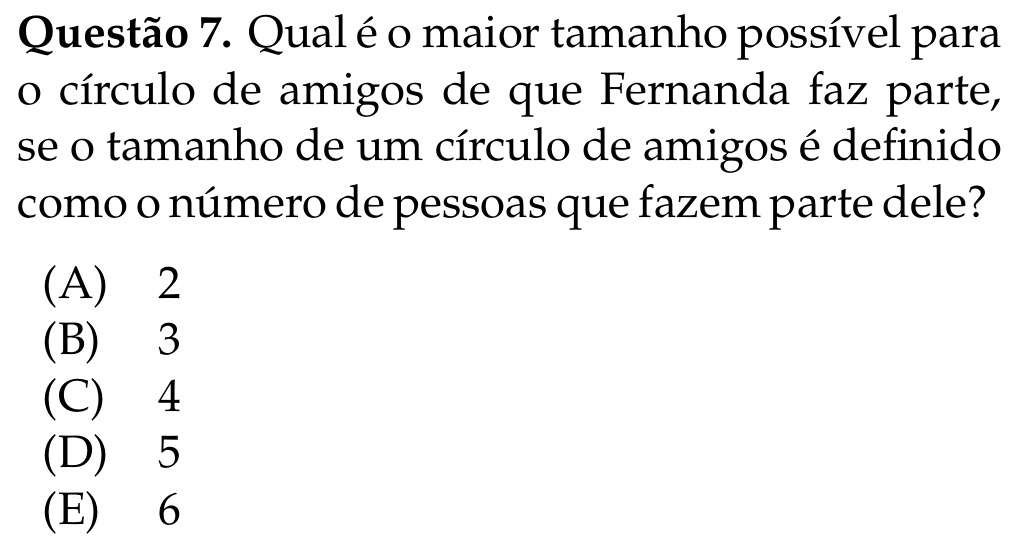 Questão 7. Qual é o maior tamanho possível para
o círculo de amigos de que Fernanda faz parte,
se o tamanho de um círculo de amigos é definido
como o número de pessoas que fazem parte dele?
(A) 2
(B) 3
(C) 4
(D) 5
(E) 6